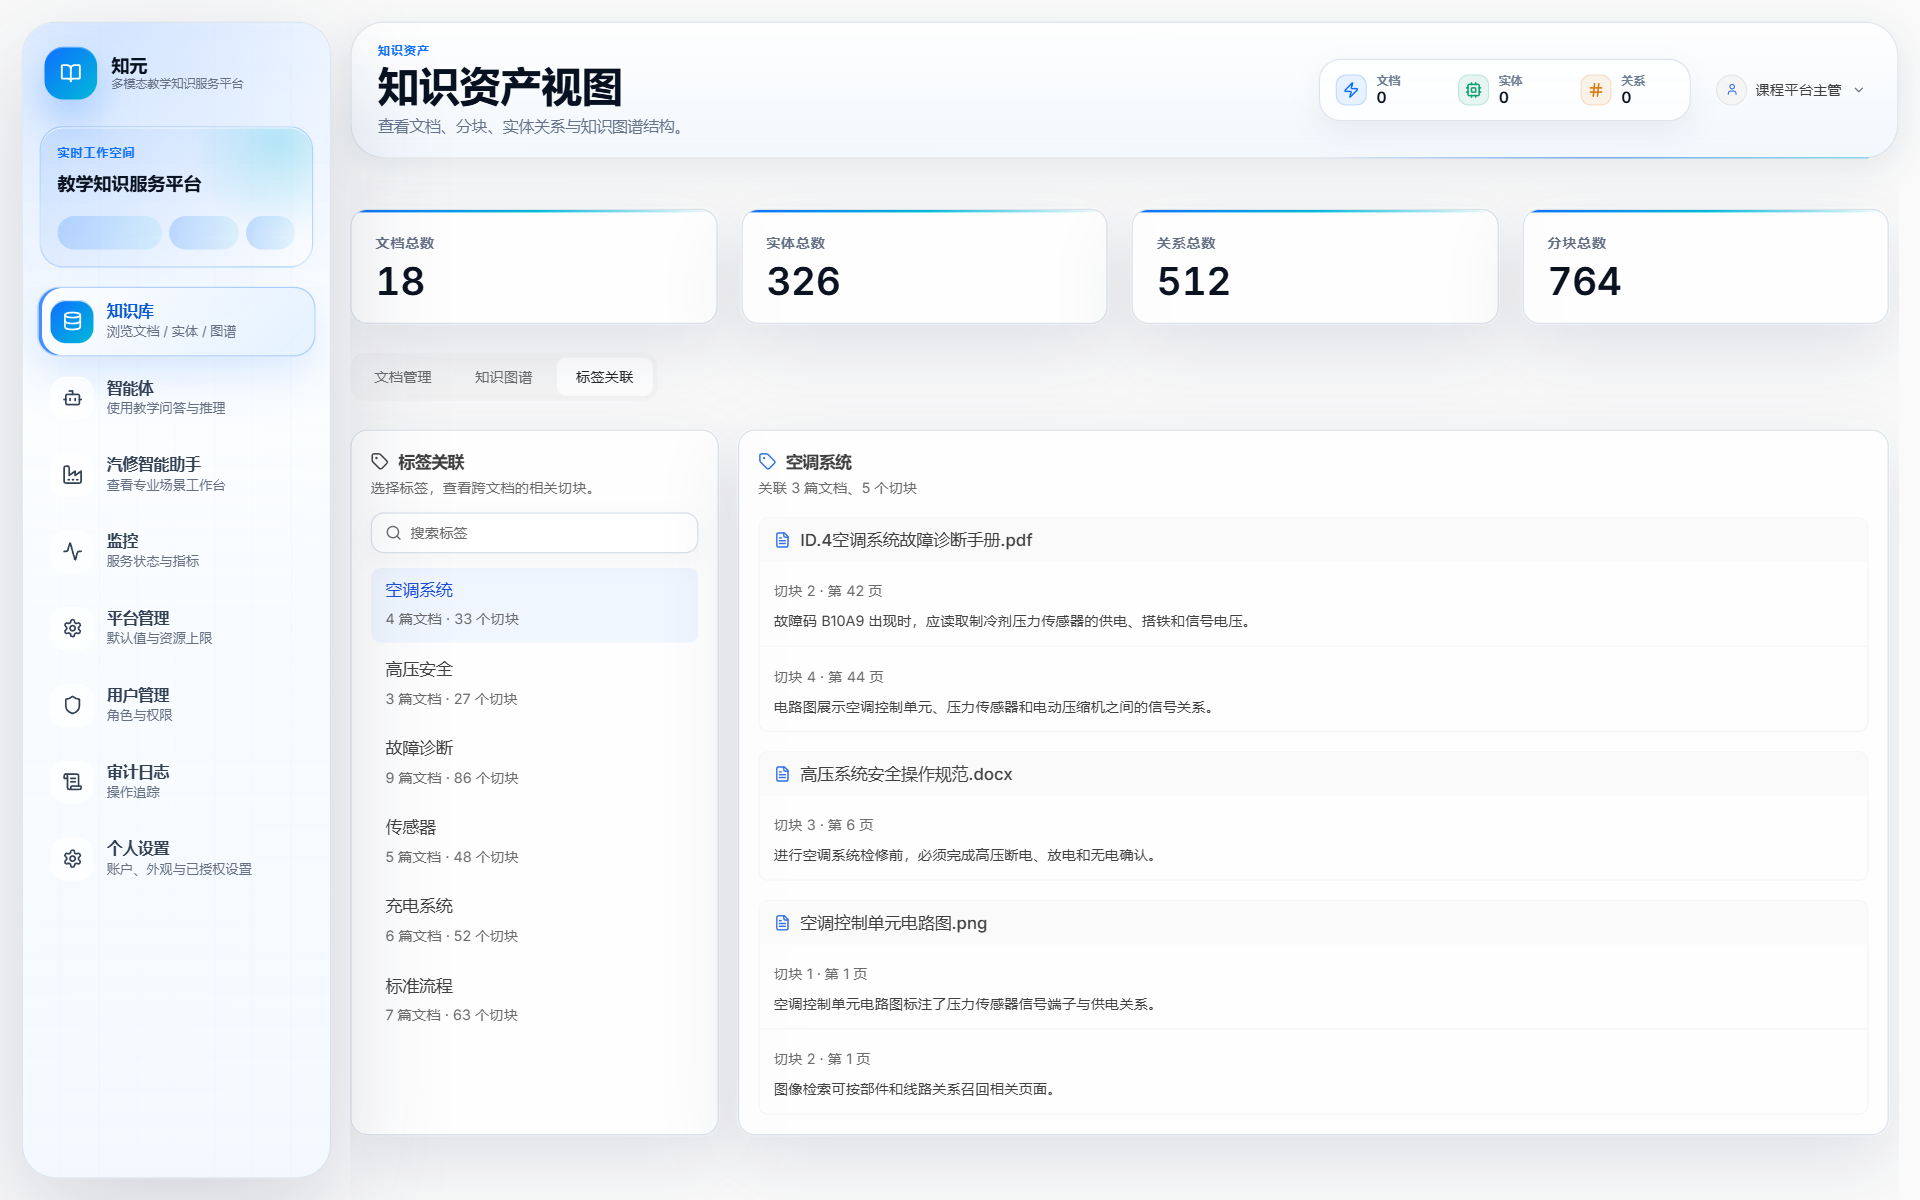 知元
多模态教学知识服务平台
实时工作空间
教学知识服务平台
知识库
浏览文档 / 实体 / 图谱
智能体
使用教学问答与推理
汽修智能助手
查看专业场景工作台
监控
服务状态与指标
平台管理
默认值与资源上限
用户管理
角色与权限
审计日志
操作追踪
个人设置
账户、外观与已授权设置
知识资产
知识资产视图
查看文档、分块、实体关系与知识图谱结构。
文档
0
实体
0
关系
0
课程平台主管
文档总数
18
实体总数
326
关系总数
512
分块总数
764
文档管理
知识图谱
标签关联
标签关联
选择标签，查看跨文档的相关切块。
搜索标签
空调系统
4 篇文档 · 33 个切块
高压安全
3 篇文档 · 27 个切块
故障诊断
9 篇文档 · 86 个切块
传感器
5 篇文档 · 48 个切块
充电系统
6 篇文档 · 52 个切块
标准流程
7 篇文档 · 63 个切块
空调系统
关联 3 篇文档、5 个切块
ID.4空调系统故障诊断手册.pdf
切块 2 · 第 42 页
故障码 B10A9 出现时，应读取制冷剂压力传感器的供电、搭铁和信号电压。
切块 4 · 第 44 页
电路图展示空调控制单元、压力传感器和电动压缩机之间的信号关系。
高压系统安全操作规范.docx
切块 3 · 第 6 页
进行空调系统检修前，必须完成高压断电、放电和无电确认。
空调控制单元电路图.png
切块 1 · 第 1 页
空调控制单元电路图标注了压力传感器信号端子与供电关系。
切块 2 · 第 1 页
图像检索可按部件和线路关系召回相关页面。